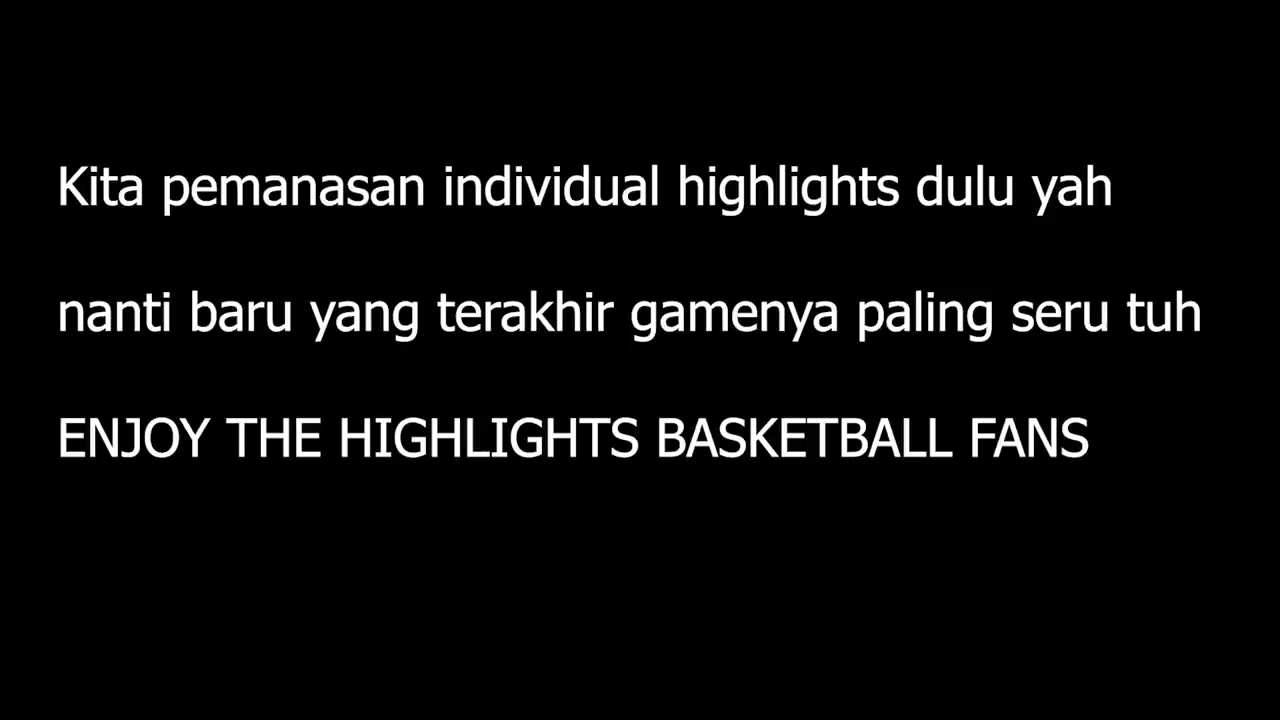 Kita pemanasan individual highlights dulu yah
nanti baru yang terakhir gamenya paling seru tuh
ENJOY THE HIGHLIGHTS BASKETBALL FANS